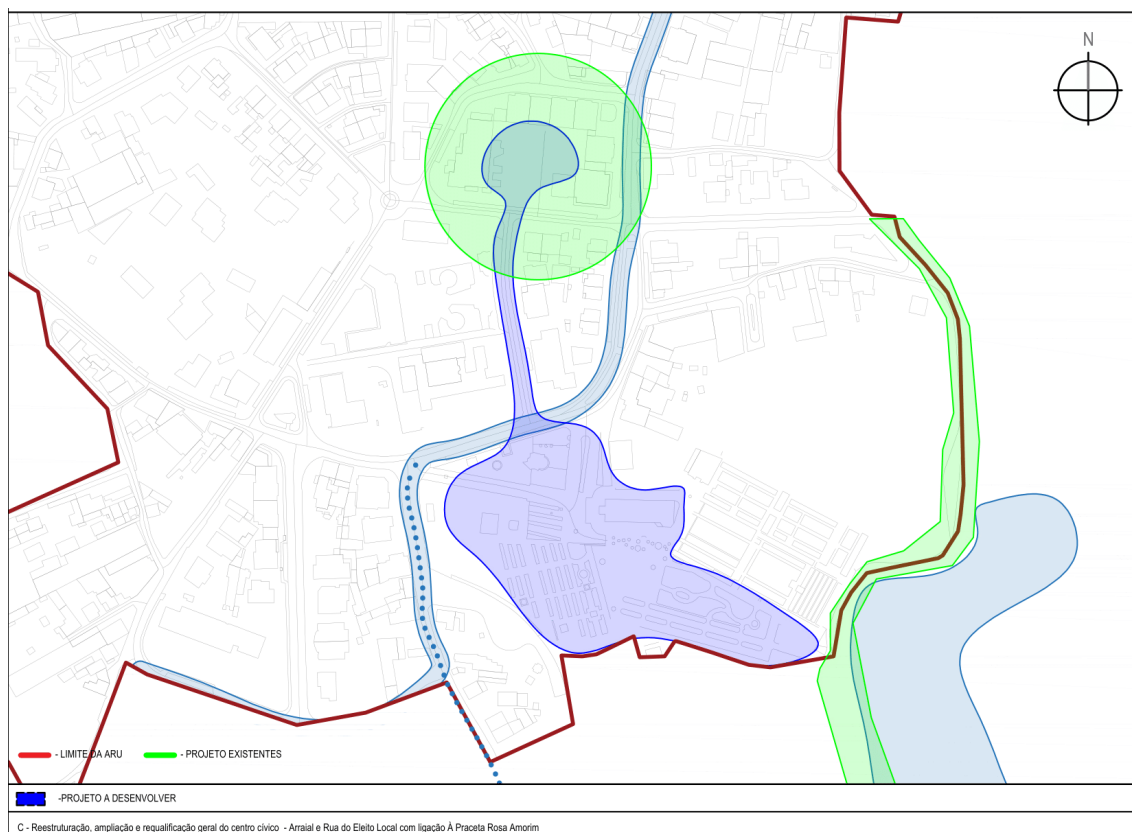 N
- LIMITE DA ARU - PROJETO EXISTENTES
-PROJETO A DESENVOLVER
C - Reestruturação, ampliação e requalificação geral do centro cívico - Arraial e Rua do Eleito Local com ligação À Praceta Rosa Amorim